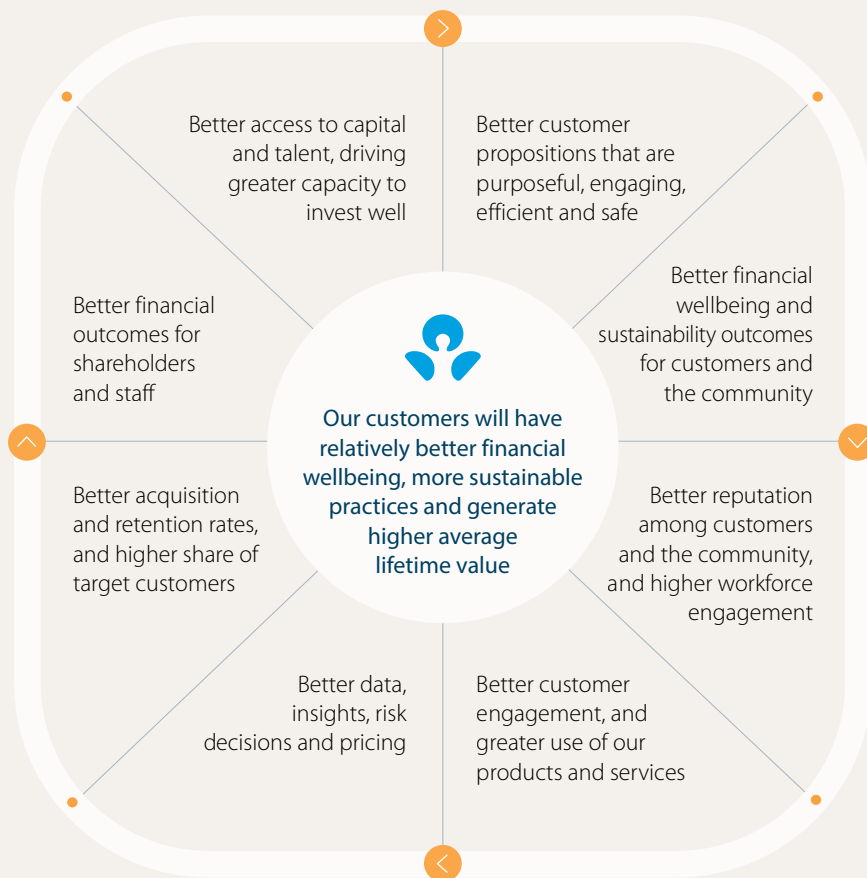 Better access to capital
and talent, driving
greater capacity to
invest well
Better customer
propositions that are
purposeful, engaging,
efficient and safe
Better financial
wellbeing and
sustainability outcomes
for customers and
the community
Better reputation
among customers
and the community,
and higher workforce
engagement
Better customer
engagement, and
greater use of our
products and services
Better data,
insights, risk
decisions and pricing
Better acquisition
and retention rates,
and higher share of
target customers
Better financial
outcomes for
shareholders
and staff
Our customers will have
relatively better financial
wellbeing, more sustainable
practices and generate
higher average
lifetime value